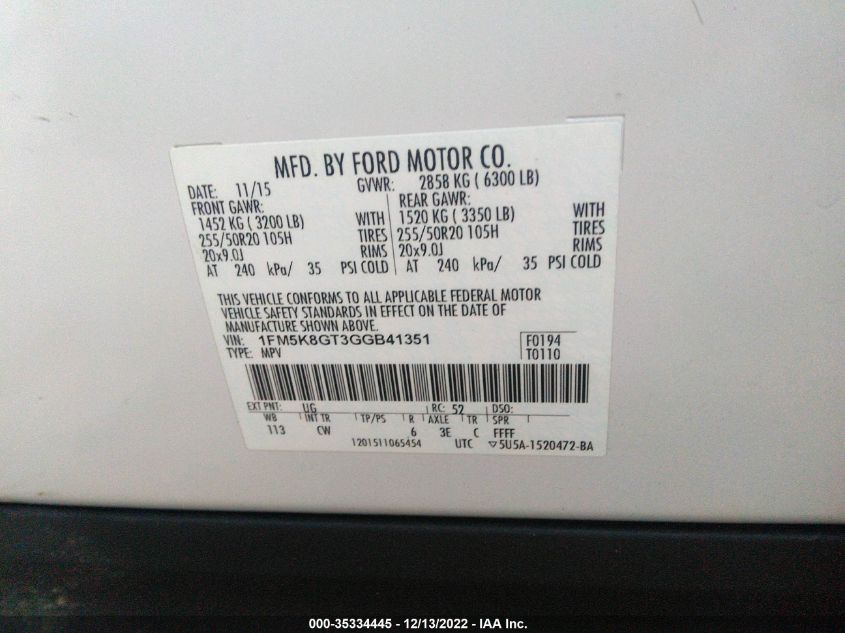 MFD. BY FORD MOTOR CO.
DATE: 11/15 GVWR: 2858 KG ( 6300 LB)
FRONT GAWR: REAR GAWR:
1452 KG ( 3200 LB) WITH 1520 KG ( 3350 LB) WITH
255/50R20 105H TIRES 255/50R20 105H TIRES
20x9.0J RIMS 20x9.0J RIMS
AT 240 kPa/ 35 PSI COLD AT 240 kPa/ 35 PSI COLD
THIS VEHICLE CONFORMS TO ALL APPLICABLE FEDERAL MOTOR
VEHICLE SAFETY STANDARDS IN EFFECT ON THE DATE OF
MANUFACTURE SHOWN ABOVE.
VIN: 1FM5K8GT3GGB41351 F0194
TYPE: MPV T0110
EXT PNT: UG RC: 52 DSO:
WB INT TR TP/PS R AXLE TR SPR
113 CW 6 3E C FFFF
1201511065454 UTC ▽5U5A-1520472-BA
000-35334445 - 12/13/2022 - IAA Inc.